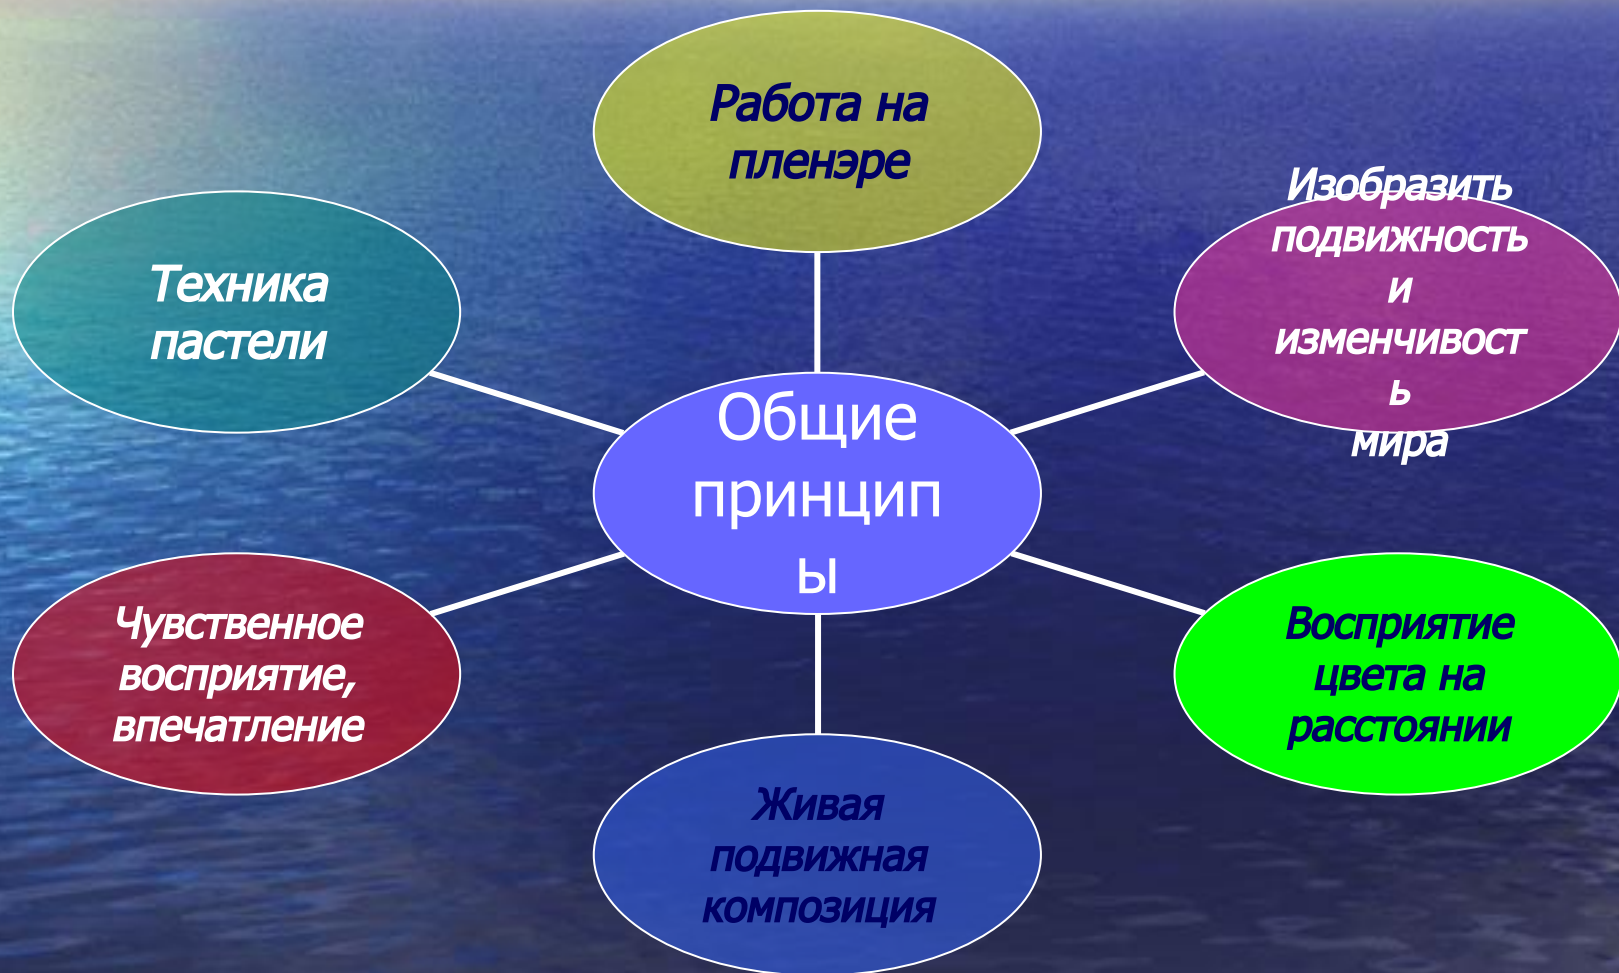 Работа на
пленэре
Изобразить
подвижность
и
изменчивост
ь
мира
Техника
пастели
Общие
принцип
ы
Чувственное
восприятие,
впечатление
Восприятие
цвета на
расстоянии
Живая
подвижная
композиция